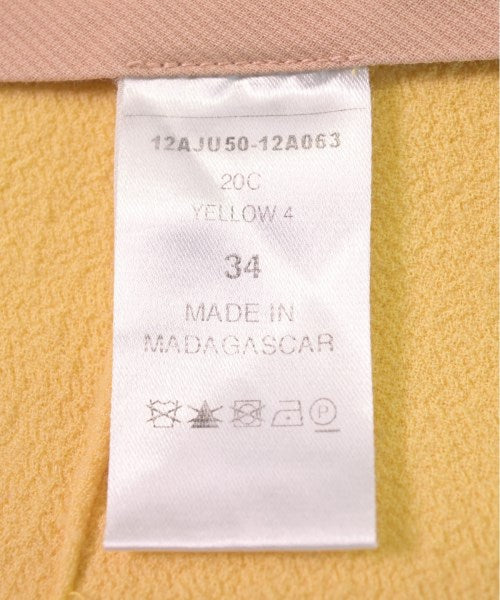 12AJU50-12A063
20C
YELLOW 4
34
MADE IN
MADAGASCAR
P